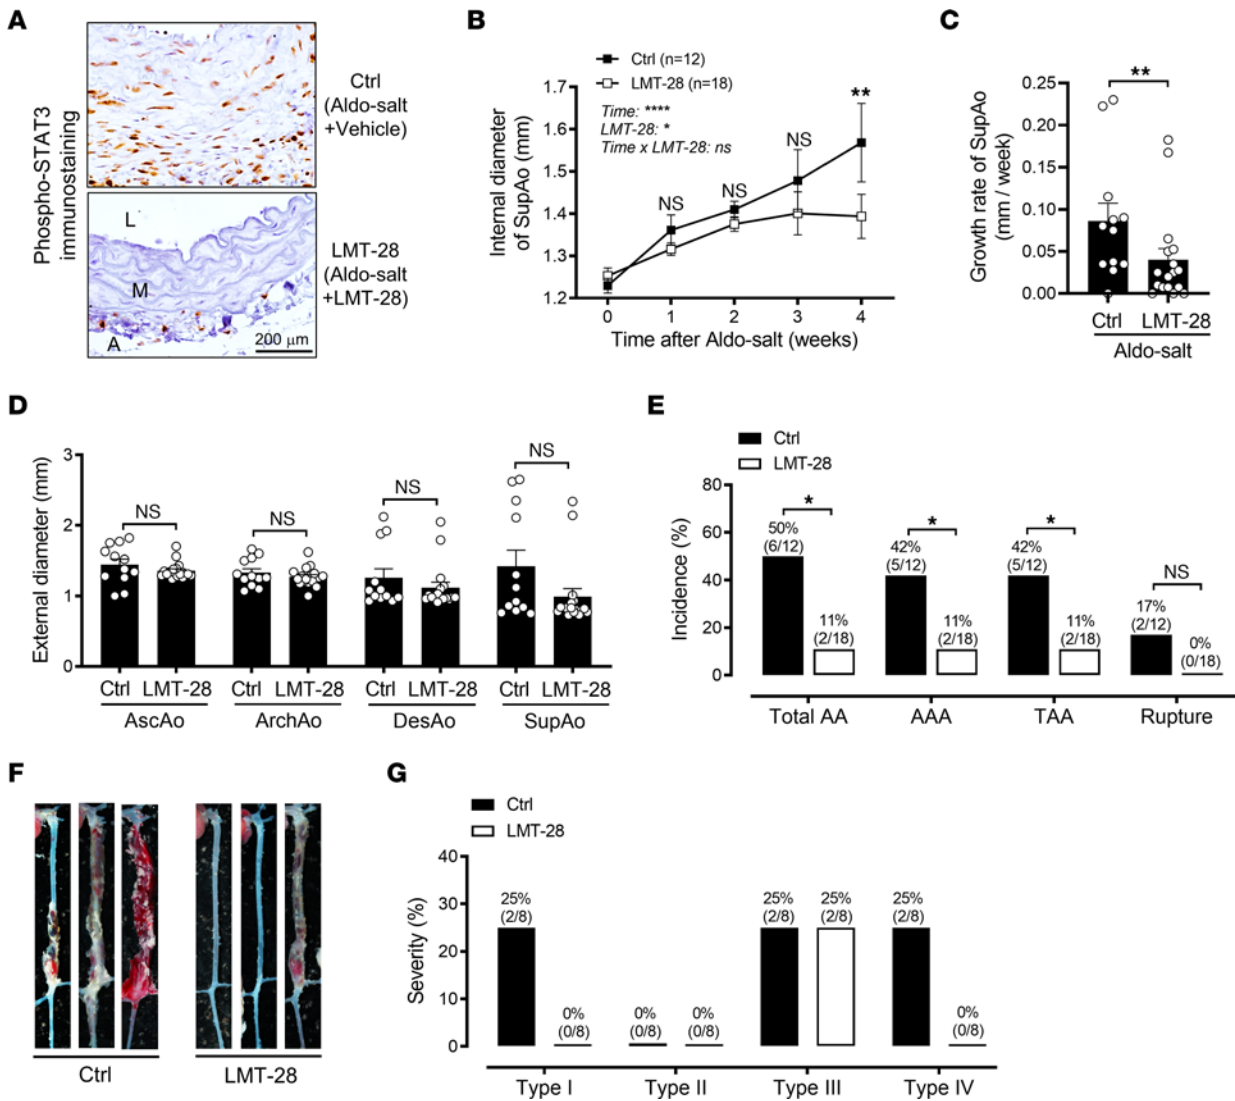 A
Phospho-STAT3
immunostaining
Ctrl
(Aldo-salt
+Vehicle)
L
M
A
200 µm
LMT-28
(Aldo-salt
+LMT-28)
B
Ctrl (n=12)
LMT-28 (n=18)
Time: ****
LMT-28: *
Time x LMT-28: ns
Internal diameter
of SupAo (mm)
1.7
1.6
1.5
1.4
1.3
1.2
NS
NS
NS
**
0 1 2 3 4
Time after Aldo-salt (weeks)
C
Growth rate of SupAo
(mm / week)
0.25
0.20
0.15
0.10
0.05
0.00
**
Ctrl LMT-28
Aldo-salt
D
External diameter (mm)
3
2
1
0
NS
NS
NS
NS
Ctrl LMT-28 Ctrl LMT-28 Ctrl LMT-28 Ctrl LMT-28
AscAo ArchAo DesAo SupAo
E
Ctrl
LMT-28
Incidence (%)
80
60
40
20
0
*
*
*
NS
50%
(6/12)
11%
(2/18)
42%
(5/12)
11%
(2/18)
42%
(5/12)
11%
(2/18)
17%
(2/12)
0%
(0/18)
Total AA AAA TAA Rupture
F
Ctrl LMT-28
G
Ctrl
LMT-28
Severity (%)
40
30
20
10
0
25%
(2/8)
0%
(0/8)
0%
(0/8)
0%
(0/8)
25%
(2/8)
25%
(2/8)
25%
(2/8)
0%
(0/8)
Type I Type II Type III Type IV